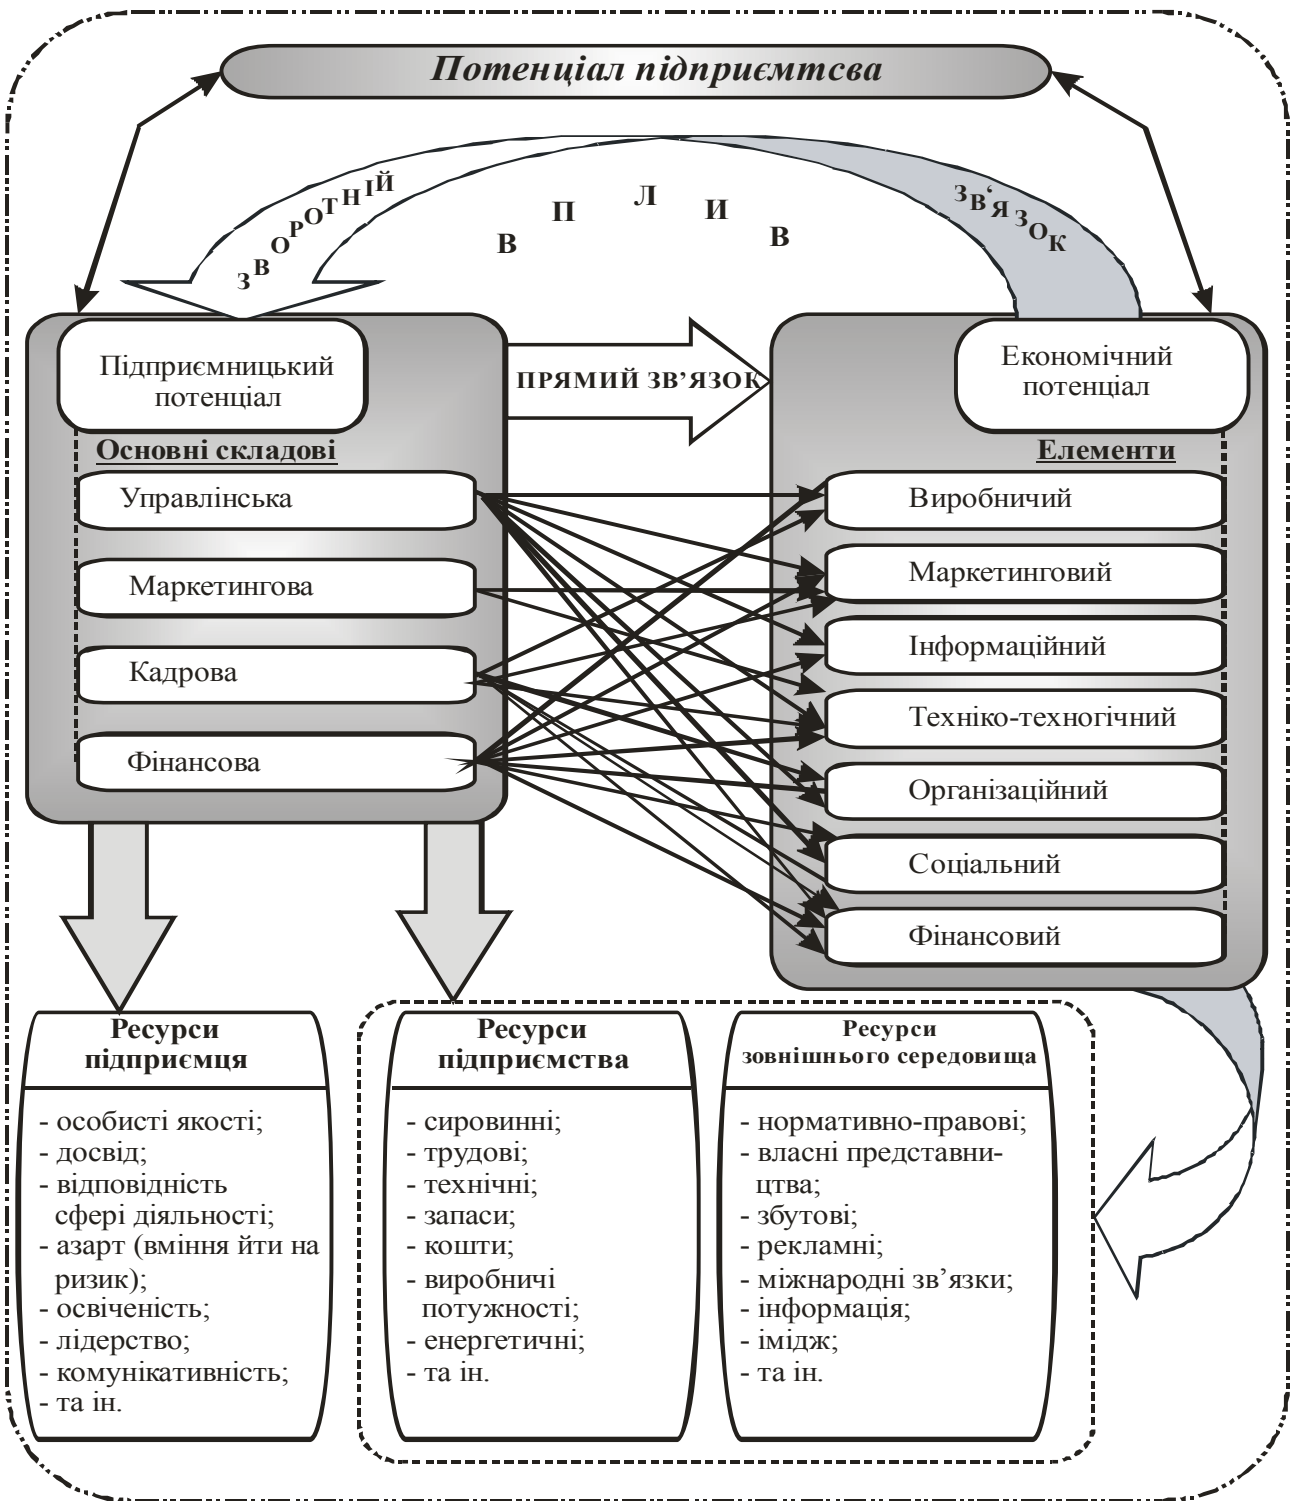 Потенціал підприємтсва
ЗВОРОТНІЙ
ВПЛИВ
ЗВ‘ЯЗОК
Підприємницький
потенціал
ПРЯМИЙ ЗВ’ЯЗОК
Економічний
потенціал
Основні складові
Управлінська
Маркетингова
Кадрова
Фінансова
Елементи
Виробничий
Маркетинговий
Інформаційний
Техніко-техногічний
Організаційний
Соціальний
Фінансовий
Ресурси
підприємця
- особисті якості;
- досвід;
- відповідність
сфері діяльності;
- азарт (вміння йти на
ризик);
- освіченість;
- лідерство;
- комунікативність;
- та ін.
Ресурси
підприємства
- сировинні;
- трудові;
- технічні;
- запаси;
- кошти;
- виробничі
потужності;
- енергетичні;
- та ін.
Ресурси
зовнішнього середовища
- нормативно-правові;
- власні представни-
цтва;
- збутові;
- рекламні;
- міжнародні зв’язки;
- інформація;
- імідж;
- та ін.